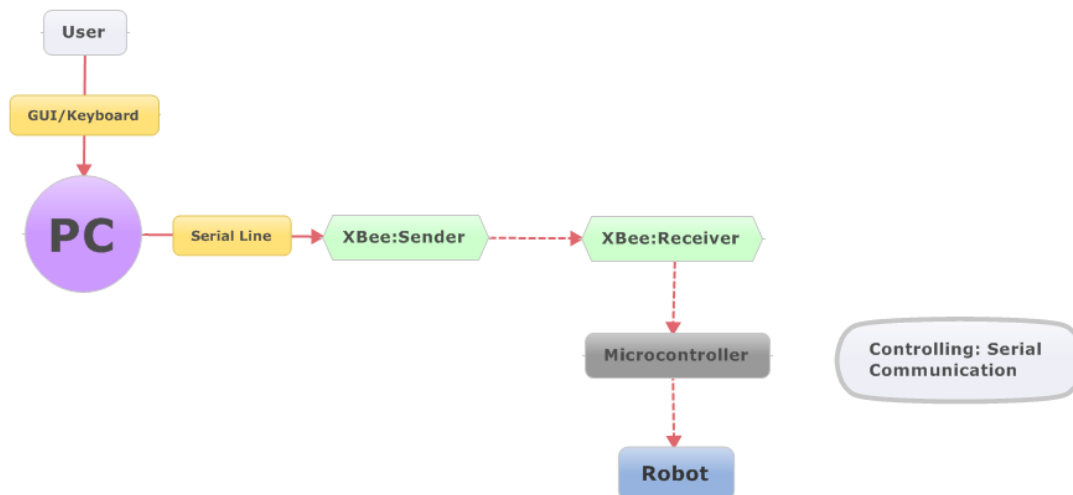 User
GUI/Keyboard
PC
Serial Line
XBee:Sender
XBee:Receiver
Microcontroller
Controlling: Serial
Communication
Robot